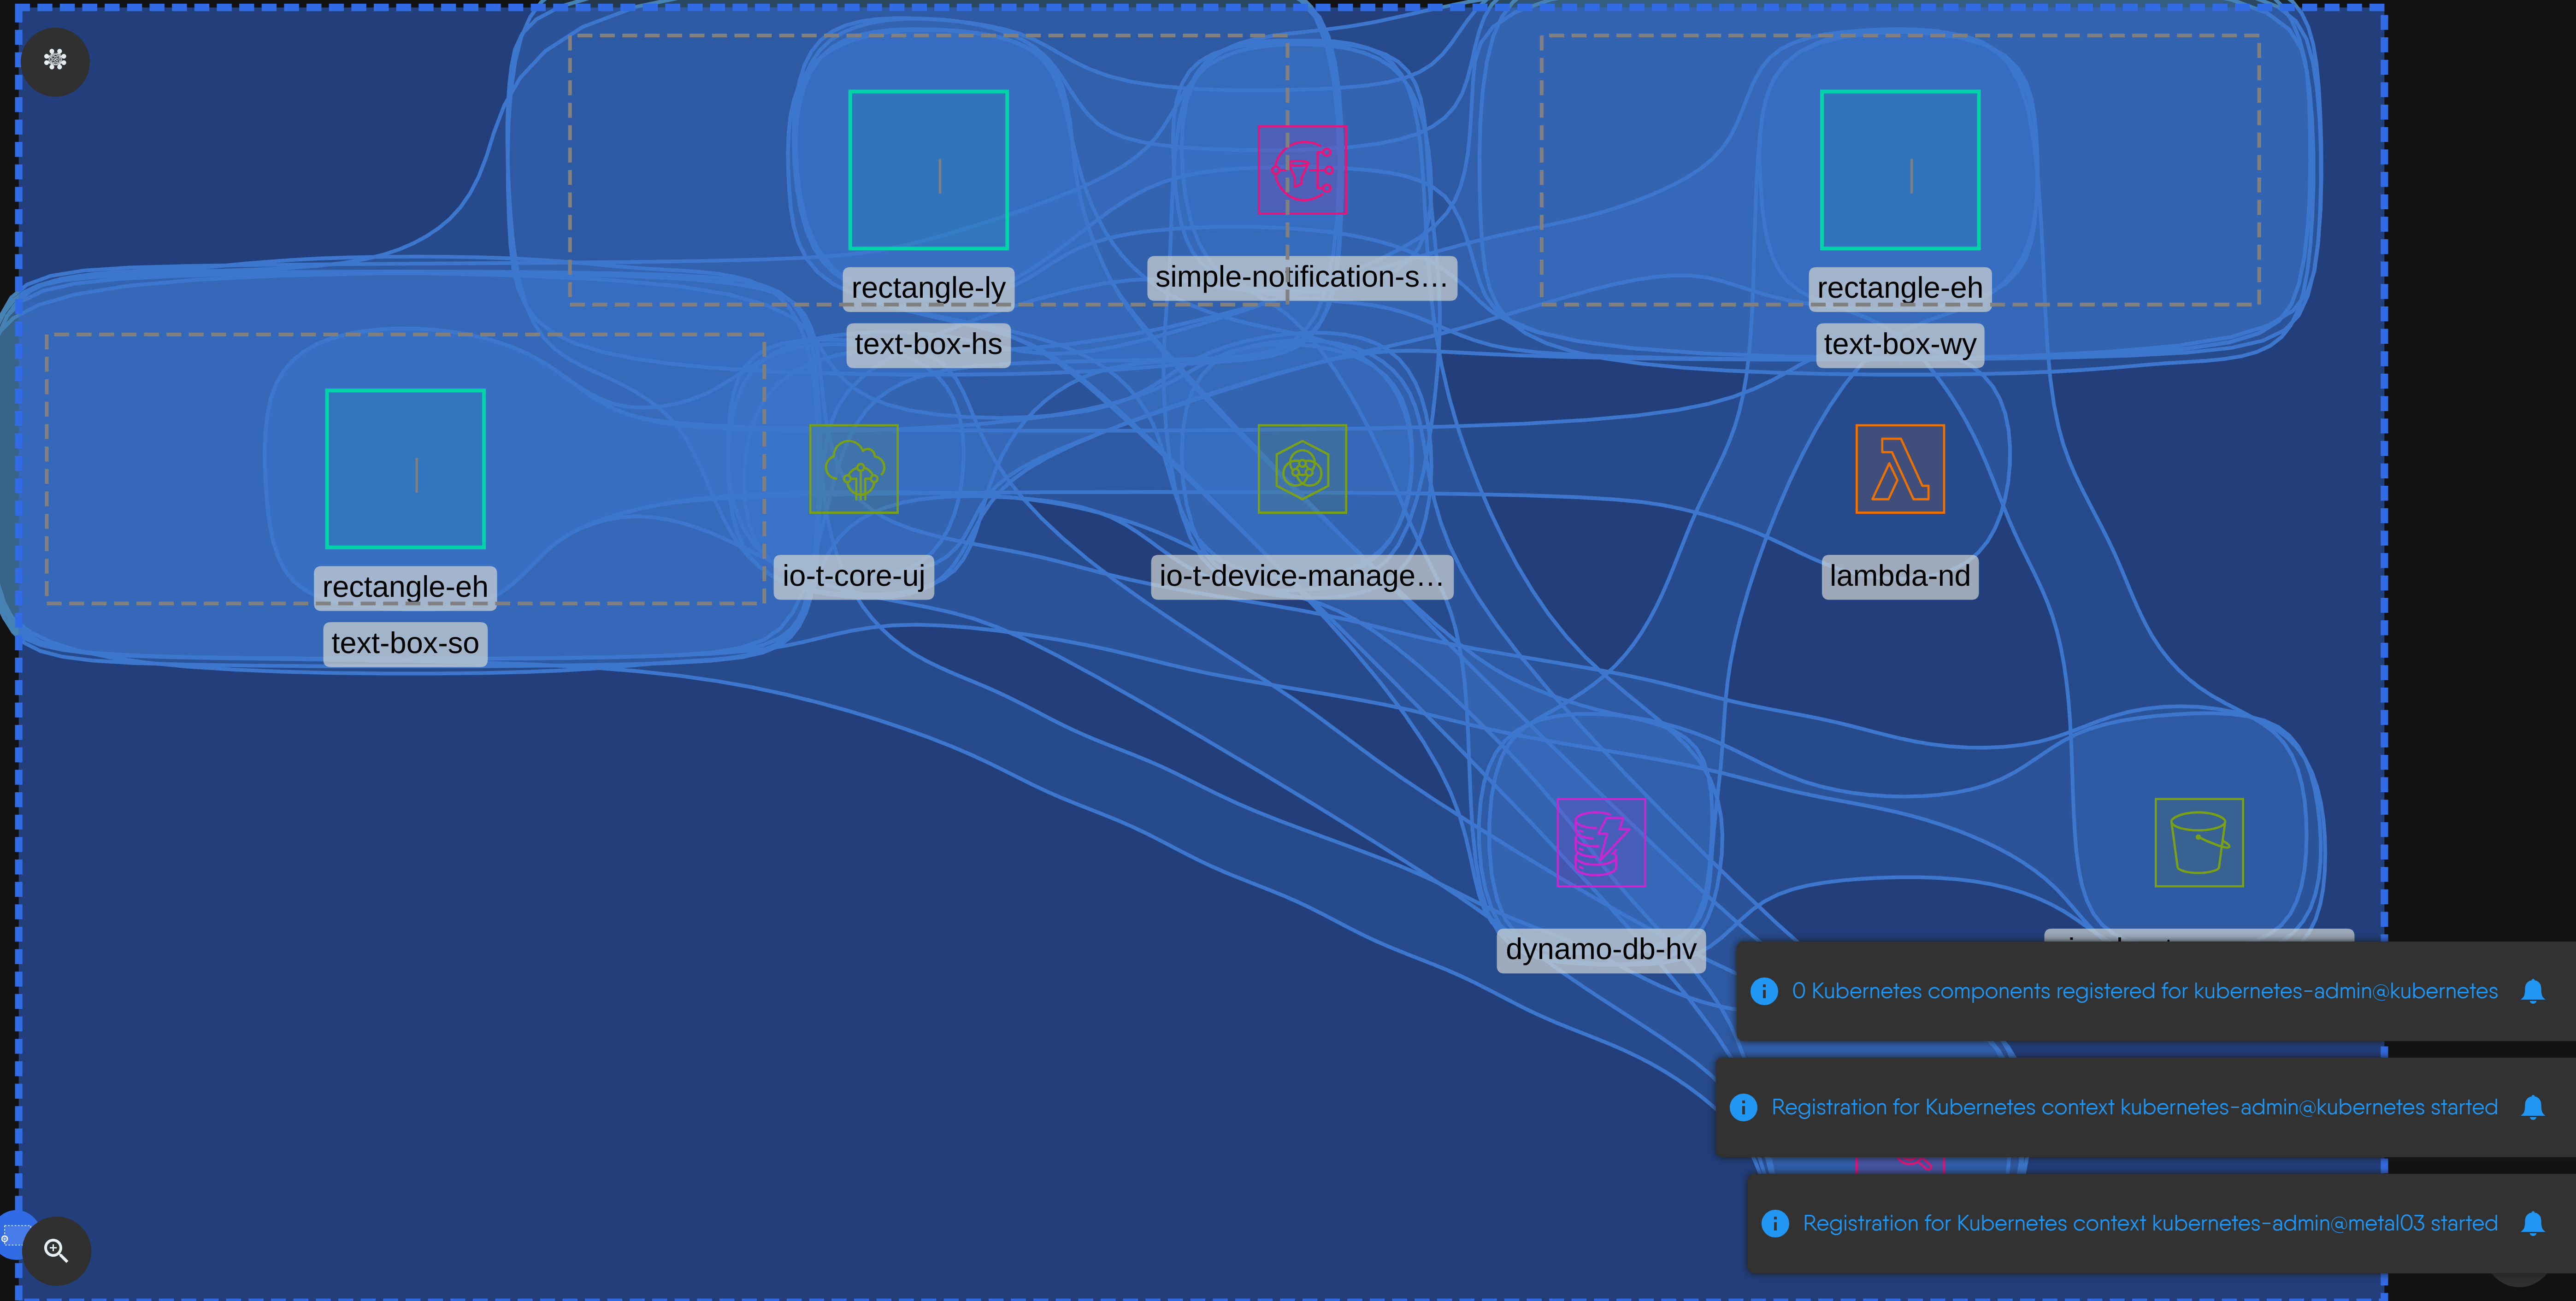 rectangle-ly
simple-notification-s...
rectangle-eh
text-box-hs
text-box-wy
rectangle-eh
text-box-so
io-t-core-uj
io-t-device-manage...
lambda-nd
dynamo-db-hv
0 Kubernetes components registered for kubernetes-admin@kubernetes
Registration for Kubernetes context kubernetes-admin@kubernetes started
Registration for Kubernetes context kubernetes-admin@metal03 started